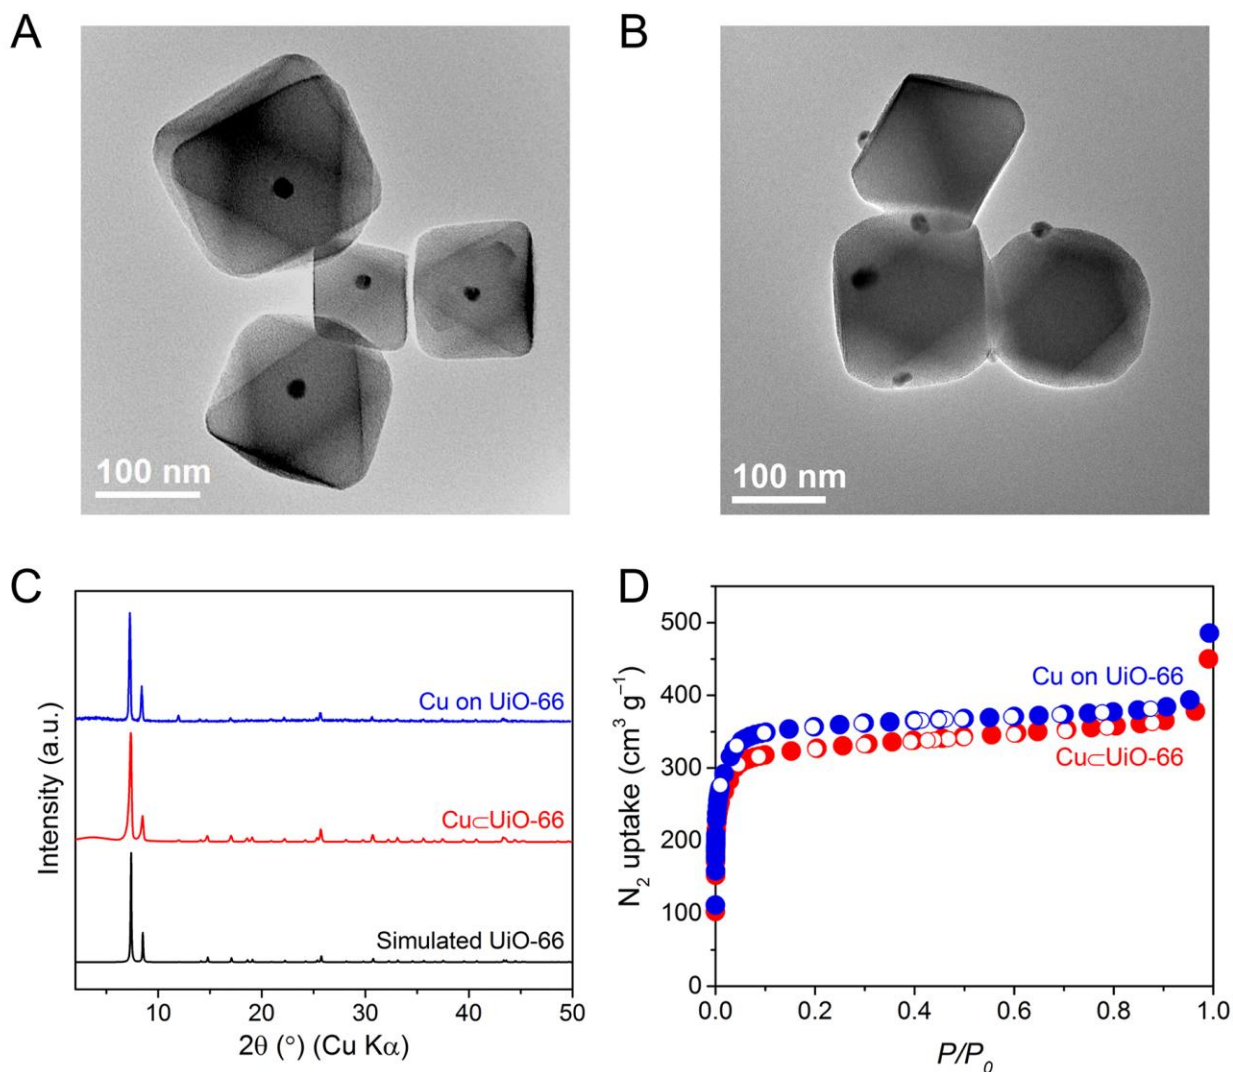 A
B
100 nm
100 nm
C
D
Cu on UiO-66
Cu⊂UiO-66
Simulated UiO-66
Intensity (a.u.)
10
20
30
40
50
2θ (°) (Cu Kα)
500
400
300
200
100
0
Cu on UiO-66
Cu⊂UiO-66
N₂ uptake (cm³ g⁻¹)
0.0
0.2
0.4
0.6
0.8
1.0
P/P₀